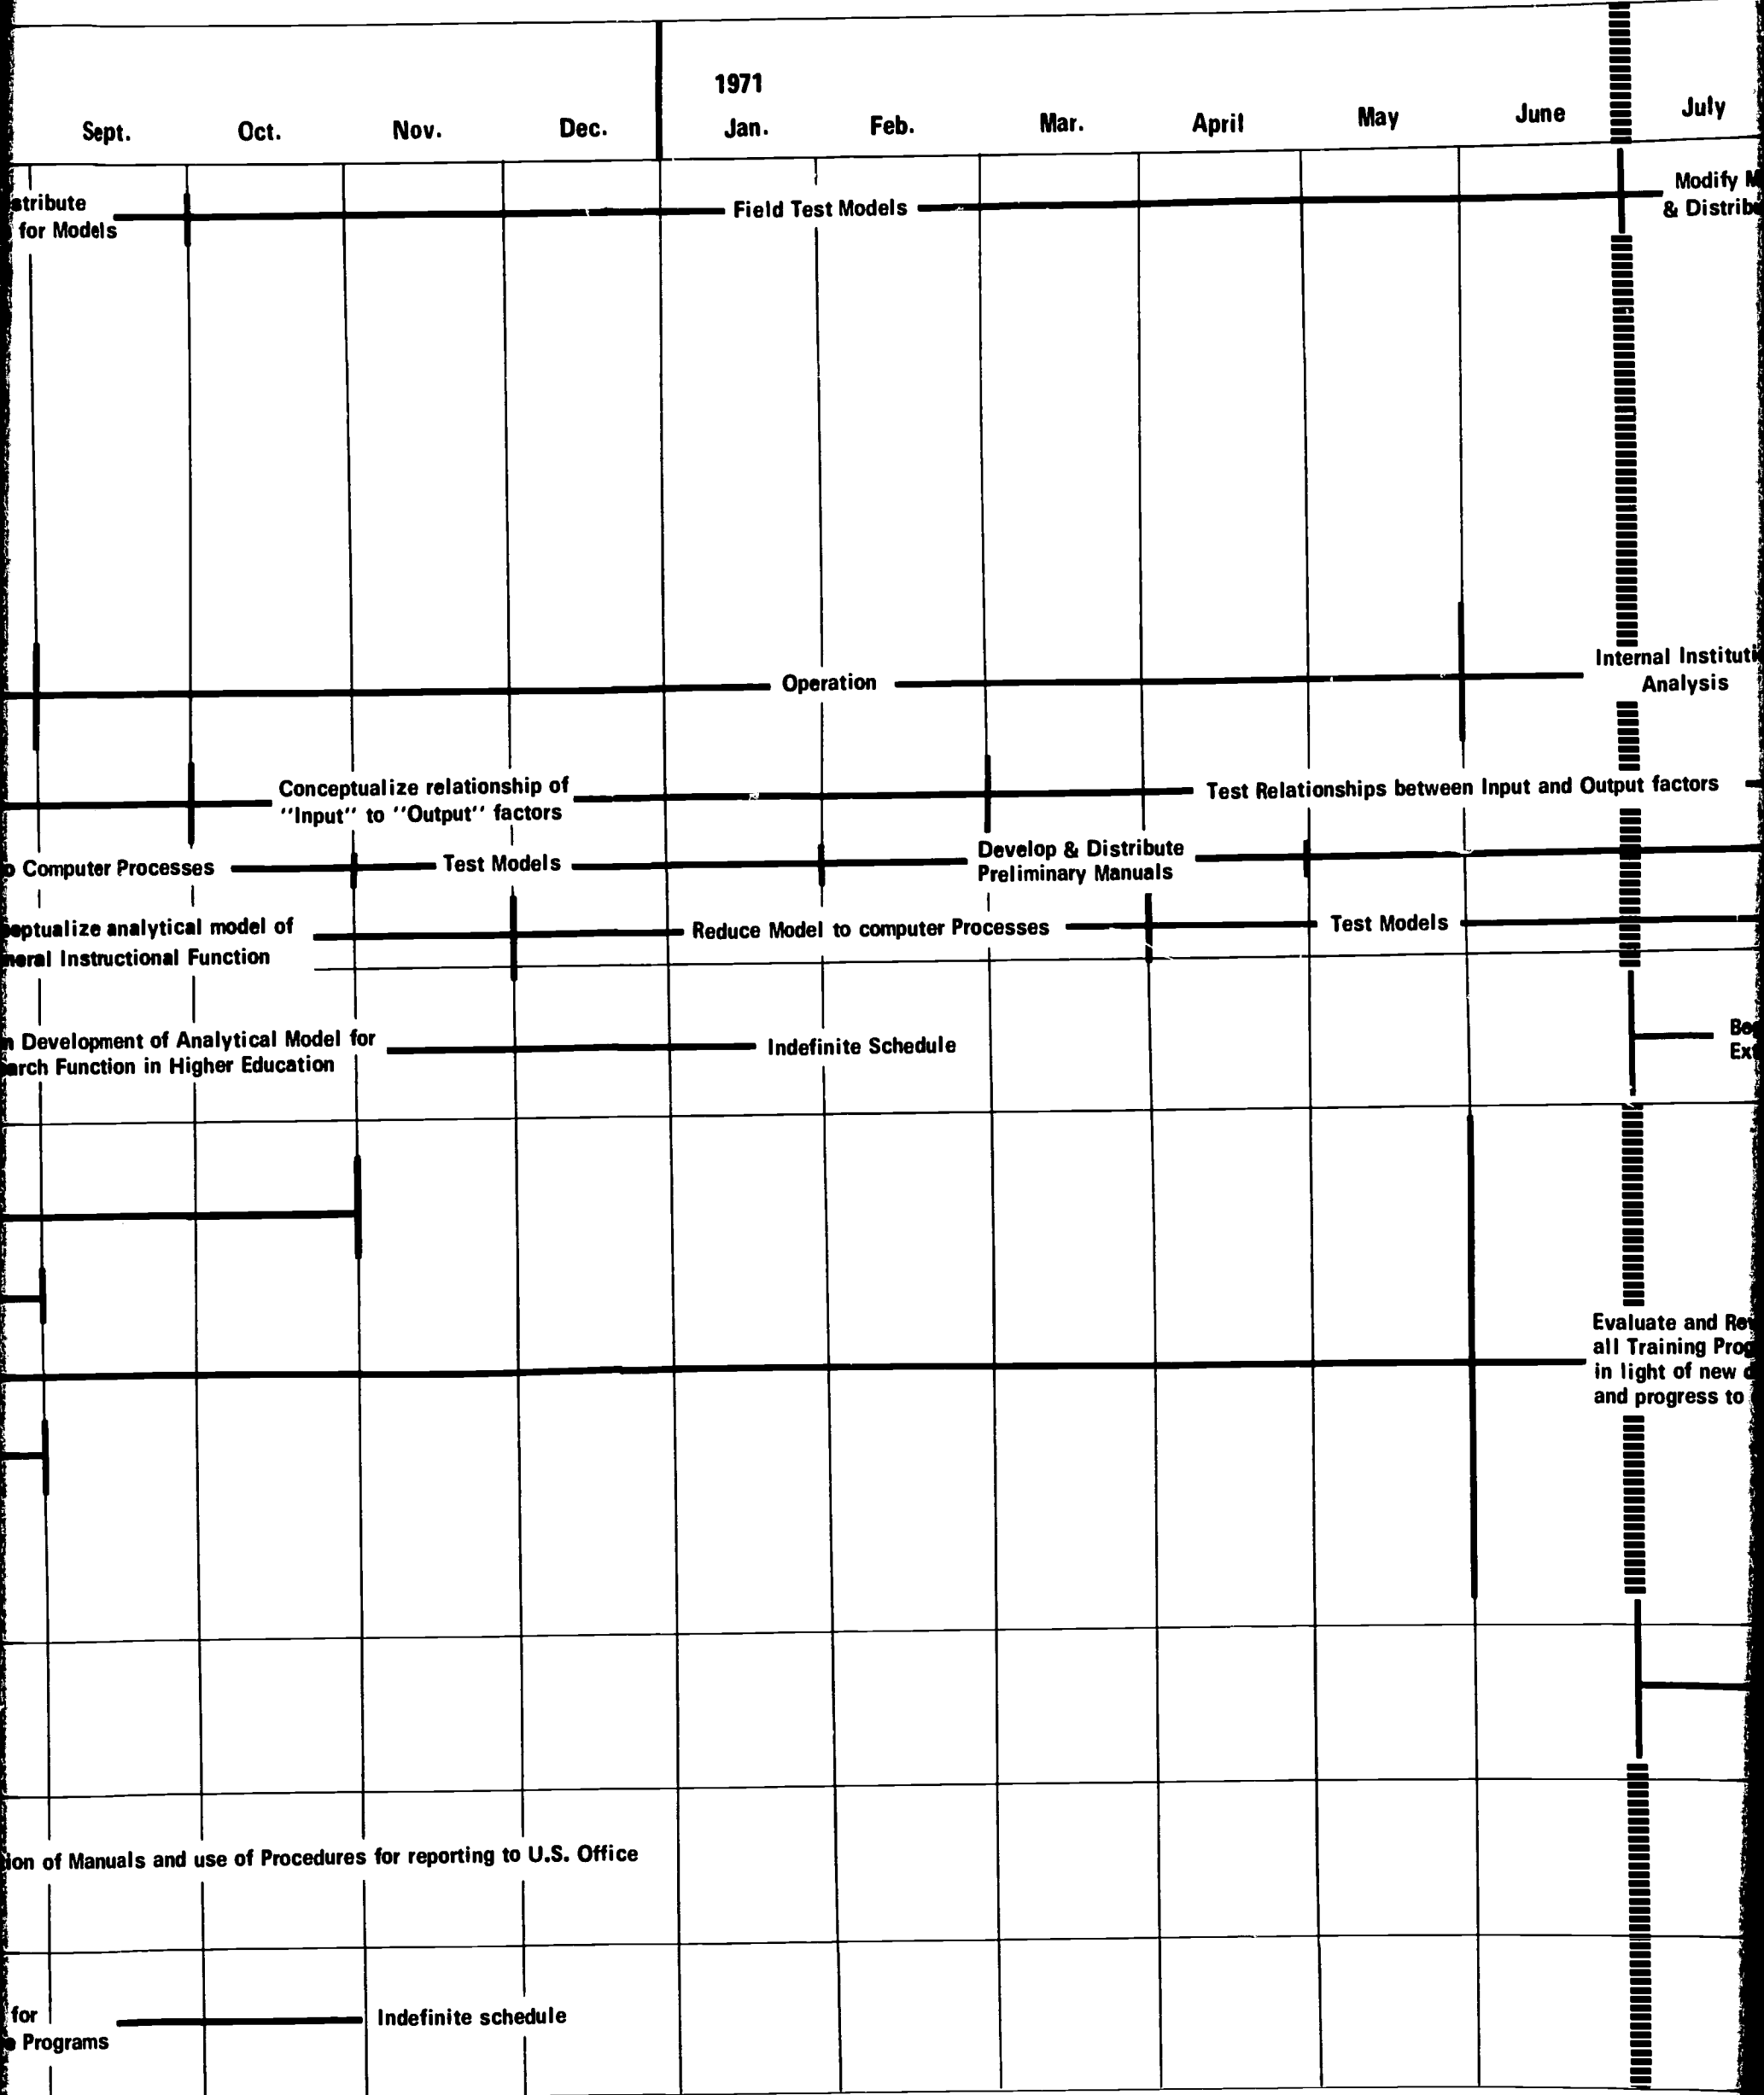 1971
Sept. Oct. Nov. Dec. Jan. Feb. Mar. April May June July
for Models
Field Test Models
Modify
& Distrib
Operation
Internal Instituti
Analysis
Conceptualize relationship of
"Input" to "Output" factors
Test Relationships between Input and Output factors
Computer Processes
Test Models
Develop & Distribute
Preliminary Manuals
eptualize analytical model of
neral Instructional Function
Reduce Model to computer Processes
Test Models
Development of Analytical Model for
arch Function in Higher Education
Indefinite Schedule
Evaluate and Re
all Training Prog
in light of new
and progress to
ion of Manuals and use of Procedures for reporting to U.S. Office
for
Programs
Indefinite schedule